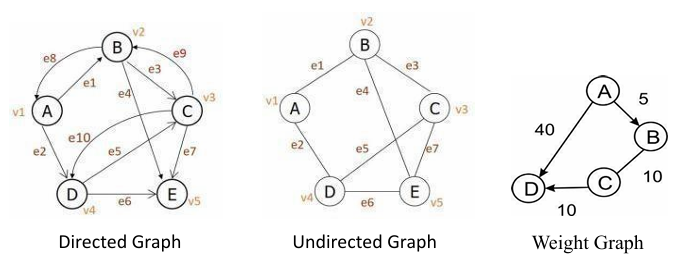 v2
B
e8
e9
e1
e3
e4
v1
A
C
v3
e10
e2
e5
e7
D
E
v4
e6
v5
Directed Graph
v2
B
e1
e3
e4
v1
A
C
v3
e2
e5
e7
D
E
v4
e6
v5
Undirected Graph
A
5
40
B
D
C
10
10
Weight Graph